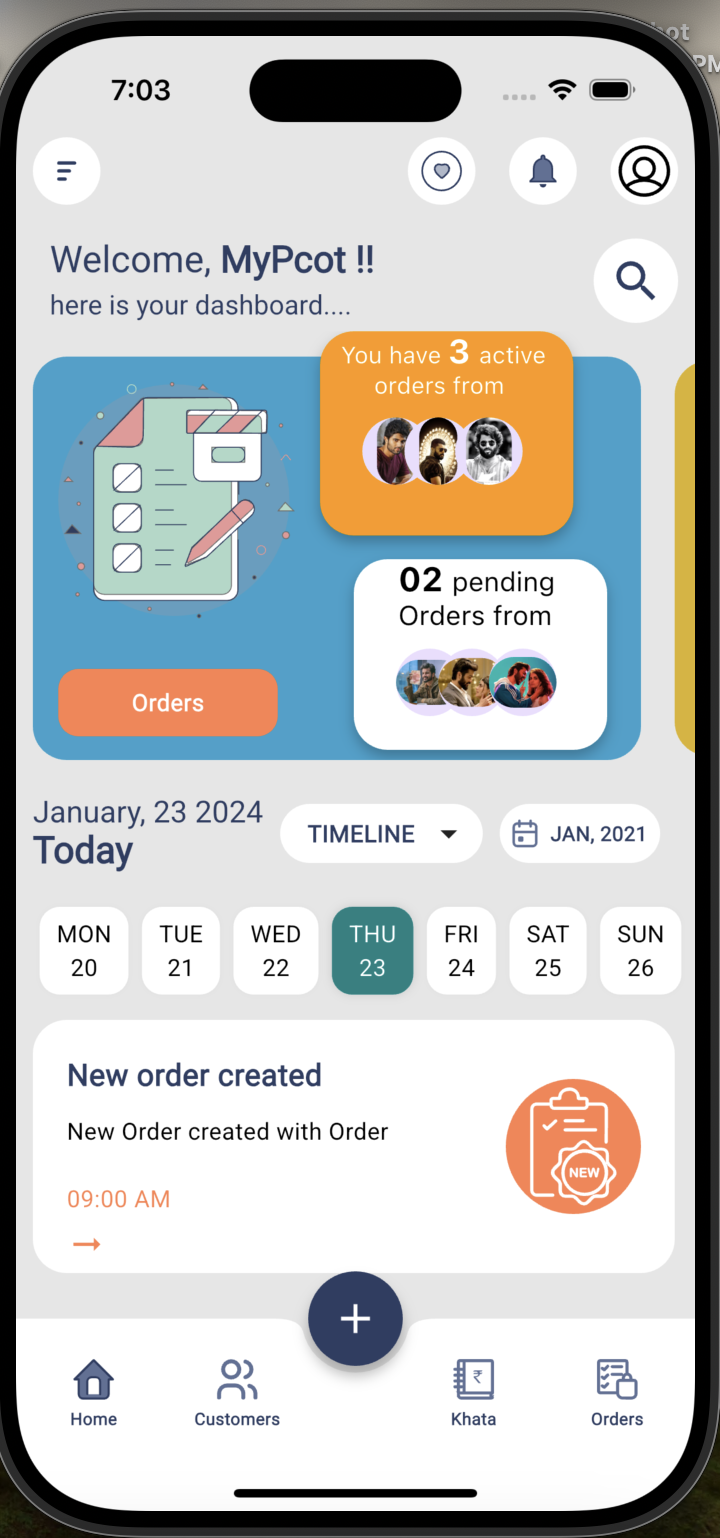 7:03
Welcome, MyPcot !!
here is your dashboard....
You have 3 active
orders from
02 pending
Orders from
Orders
January, 23 2024
Today
TIMELINE
JAN, 2021
MON TUE WED THU FRI SAT SUN
20 21 22 23 24 25 26
New order created
New Order created with Order
09:00 AM
NEW
+
₹
Home Customers Khata Orders